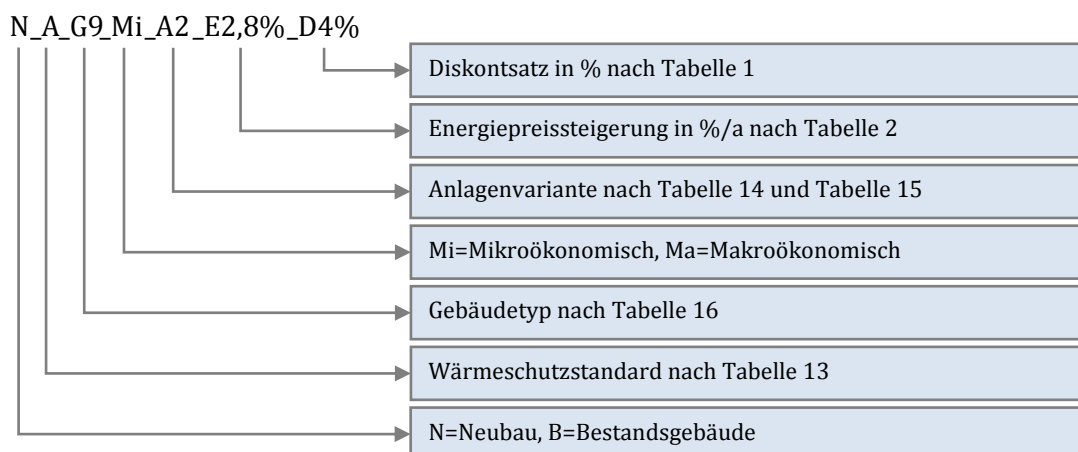 N_A_G9_Mi_A2_E2,8%_D4%
Diskontsatz in % nach Tabelle 1
Energiepreissteigerung in %/a nach Tabelle 2
Anlagenvariante nach Tabelle 14 und Tabelle 15
Mi=Mikroökonomisch, Ma=Makroökonomisch
Gebäudetyp nach Tabelle 16
Wärmeschutzstandard nach Tabelle 13
N=Neubau, B=Bestandsgebäude